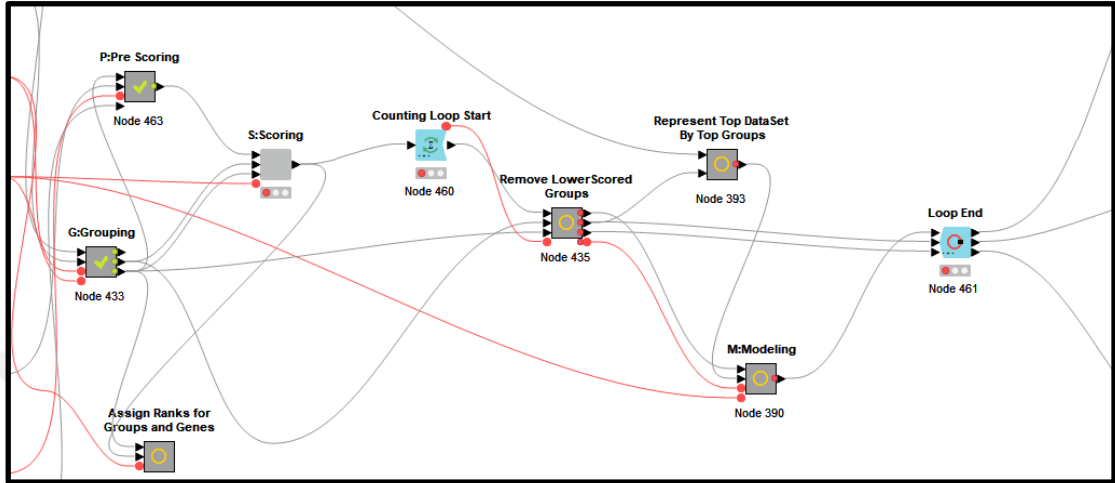 P:Pre Scoring
Node 463
S:Scoring
Counting Loop Start
Node 460
Represent Top DataSet
By Top Groups
Node 393
Remove LowerScored
Groups
Node 435
Loop End
Node 461
G:Grouping
Node 433
M:Modeling
Node 390
Assign Ranks for
Groups and Genes